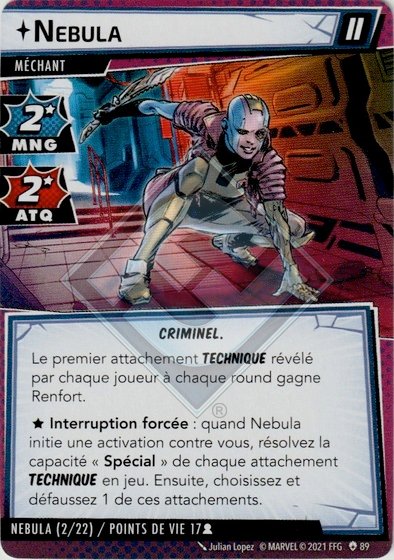 NEBULA
II
MÉCHANT
2★
MNG
2★
ATQ
CRIMINEL.
Le premier attachement TECHNIQUE révélé
par chaque joueur à chaque round gagne
Renfort.
★ Interruption forcée : quand Nebula
initie une activation contre vous, résolvez la
capacité « Spécial » de chaque attachement
TECHNIQUE en jeu. Ensuite, choisissez et
défaussez 1 de ces attachements.
®
NEBULA (2/22) / POINTS DE VIE 17
Julian Lopez © MARVEL © 2021 FFG 89